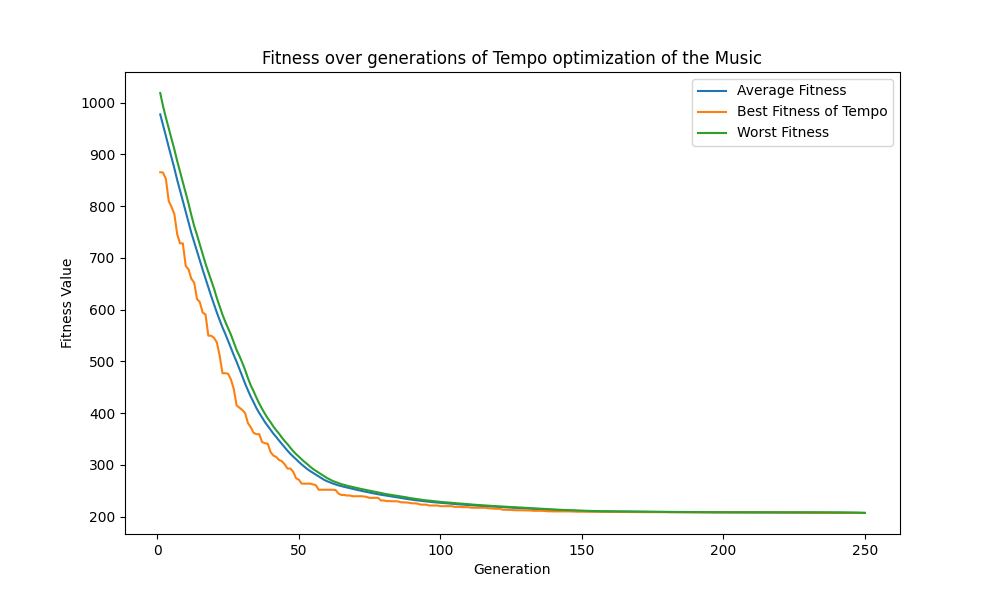 Fitness over generations of Tempo optimization of the Music
Average Fitness
Best Fitness of Tempo
Worst Fitness
1000
900
800
700
600
500
400
300
200
Fitness Value
0 50 100 150 200 250
Generation